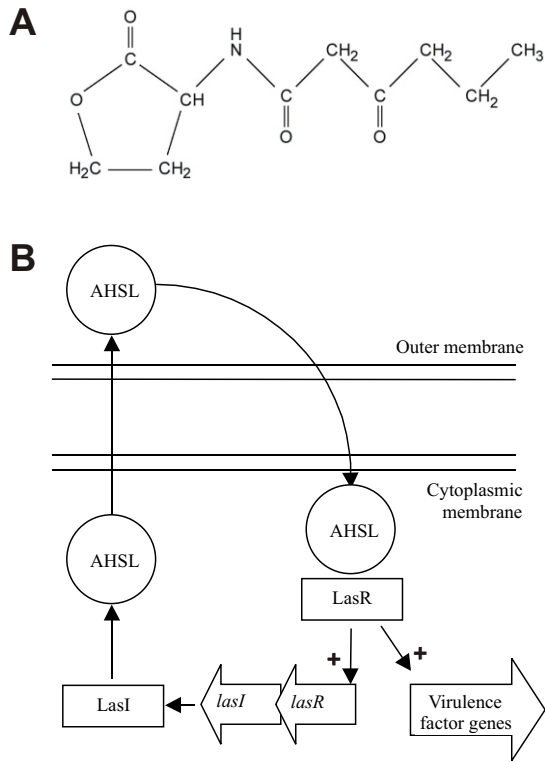 A
O
||
C
H
N
CH₂
CH₂
CH₃
O
CH
C
C
CH₂
||
O
||
O
H₂C
CH₂
B
AHSL
Outer membrane
Cytoplasmic
membrane
AHSL
AHSL
LasR
+
+
LasI
lasI
lasR
Virulence
factor genes